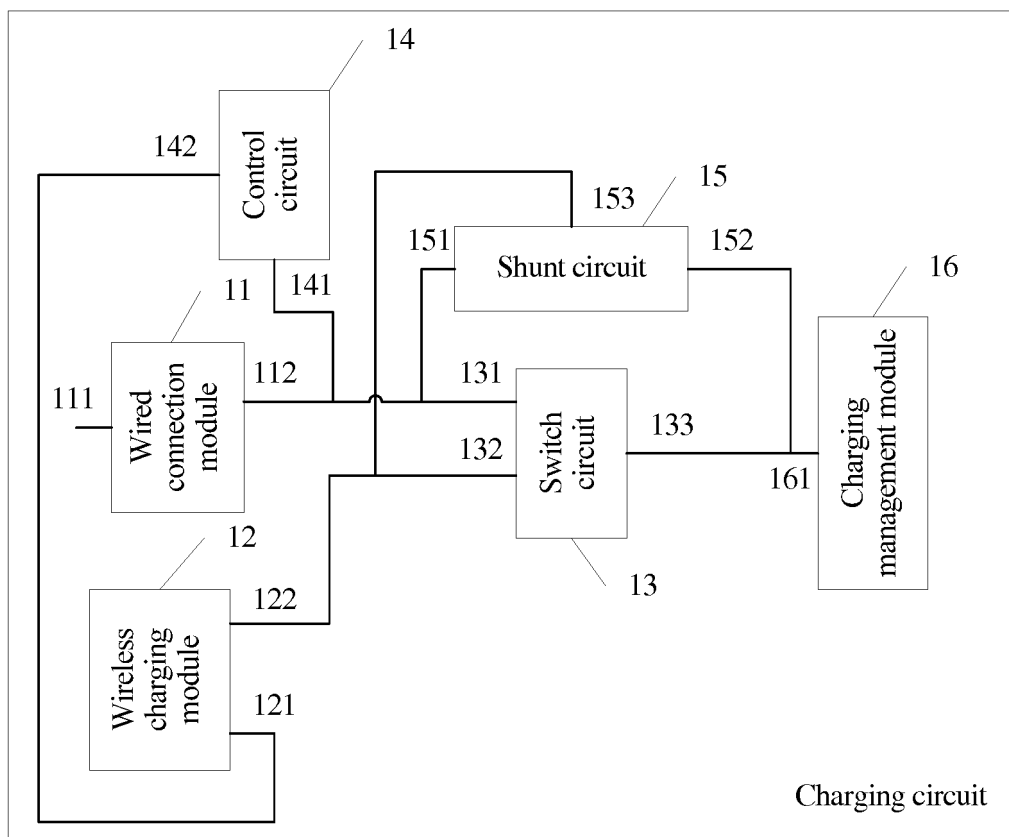 14
142
Control
circuit
153
15
151
152
Shunt circuit
16
11
141
111
Wired
connection
module
112
131
132
Switch
circuit
133
161
Charging
management module
12
13
122
Wireless
charging
module
121
Charging circuit